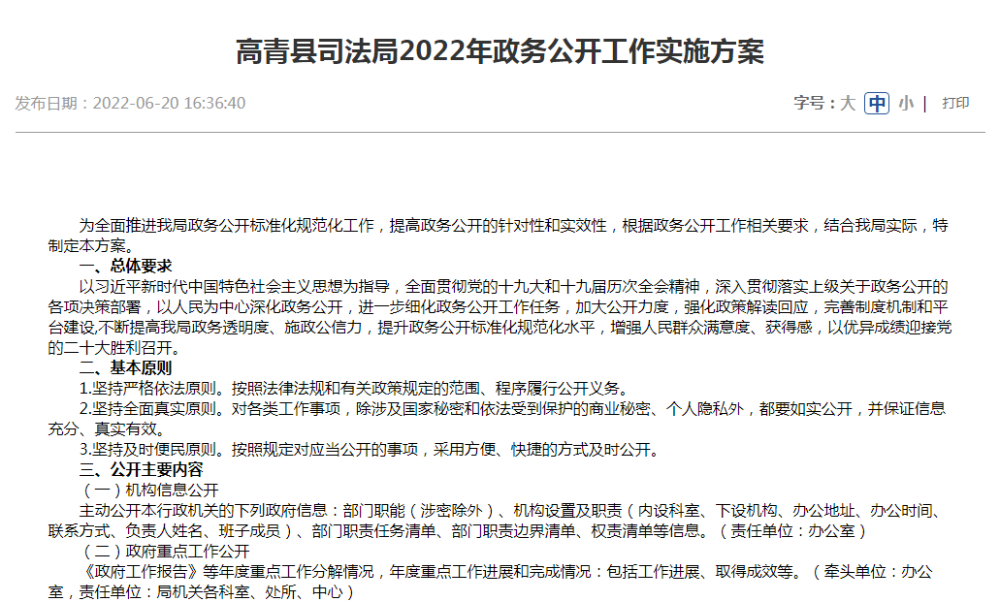 高青县司法局2022年政务公开工作实施方案
发布日期：2022-06-20 16:36:40 字号：大 中 小 | 打印
为全面推进我局政务公开标准化规范化工作，提高政务公开的针对性和实效性，根据政务公开工作相关要求，结合我局实际，特
制定本方案。
一、总体要求
以习近平新时代中国特色社会主义思想为指导，全面贯彻党的十九大和十九届历次全会精神，深入贯彻落实上级关于政务公开的
各项决策部署，以人民为中心深化政务公开，进一步细化政务公开工作任务，加大公开力度，强化政策解读回应，完善制度机制和平
台建设,不断提高我局政务透明度、施政公信力，提升政务公开标准化规范化水平，增强人民群众满意度、获得感，以优异成绩迎接党
的二十大胜利召开。
二、基本原则
1.坚持严格依法原则。按照法律法规和有关政策规定的范围、程序履行公开义务。
2.坚持全面真实原则。对各类工作事项，除涉及国家秘密和依法受到保护的商业秘密、个人隐私外，都要如实公开，并保证信息
充分、真实有效。
3.坚持及时便民原则。按照规定对应当公开的事项，采用方便、快捷的方式及时公开。
三、公开主要内容
（一）机构信息公开
主动公开本行政机关的下列政府信息：部门职能（涉密除外）、机构设置及职责（内设科室、下设机构、办公地址、办公时间、
联系方式、负责人姓名、班子成员）、部门职责任务清单、部门职责边界清单、权责清单等信息。（责任单位：办公室）
（二）政府重点工作公开
《政府工作报告》等年度重点工作分解情况，年度重点工作进展和完成情况：包括工作进展、取得成效等。（牵头单位：办公
室，责任单位：局机关各科室、处所、中心）